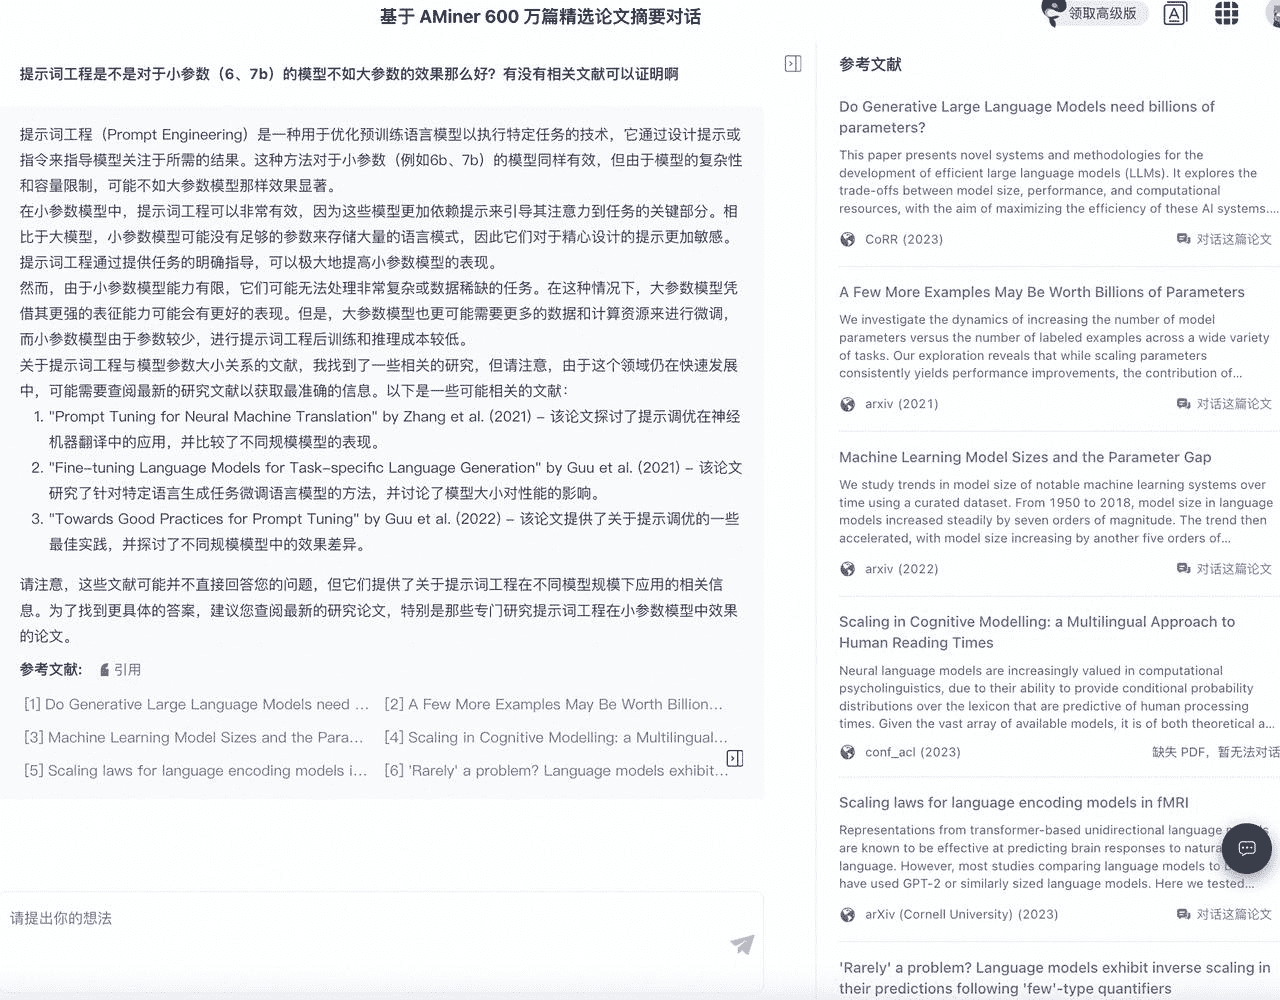 基于 AMiner 600 万篇精选论文摘要对话
领取高级版
提示词工程是不是对于小参数（6、7b）的模型不如大参数的效果那么好？有没有相关文献可以证明啊
提示词工程（Prompt Engineering）是一种用于优化预训练语言模型以执行特定任务的技术，它通过设计提示或
指令来指导模型关注于所需的结果。这种方法对于小参数（例如6b、7b）的模型同样有效，但由于模型的复杂性
和容量限制，可能不如大参数模型那样效果显著。
在小参数模型中，提示词工程可以非常有效，因为这些模型更加依赖提示来引导其注意力到任务的关键部分。相
比于大模型，小参数模型可能没有足够的参数来存储大量的语言模式，因此它们对于精心设计的提示更加敏感。
提示词工程通过提供任务的明确指导，可以极大地提高小参数模型的表现。
然而，由于小参数模型能力有限，它们可能无法处理非常复杂或数据稀缺的任务。在这种情况下，大参数模型凭
借其更强的表征能力可能会有更好的表现。但是，大参数模型也更可能需要更多的数据和计算资源来进行微调，
而小参数模型由于参数较少，进行提示词工程后训练和推理成本较低。
关于提示词工程与模型参数大小关系的文献，我找到了一些相关的研究，但请注意，由于这个领域仍在快速发展
中，可能需要查阅最新的研究文献以获取最准确的信息。以下是一些可能相关的文献：
1. "Prompt Tuning for Neural Machine Translation" by Zhang et al. (2021) – 该论文探讨了提示调优在神经
机器翻译中的应用，并比较了不同规模模型的表现。
2. "Fine-tuning Language Models for Task-specific Language Generation" by Guu et al. (2021) – 该论文
研究了针对特定语言生成任务微调语言模型的方法，并讨论了模型大小对性能的影响。
3. "Towards Good Practices for Prompt Tuning" by Guu et al. (2022) – 该论文提供了关于提示调优的一些
最佳实践，并探讨了不同规模模型中的效果差异。
请注意，这些文献可能并不直接回答您的问题，但它们提供了关于提示词工程在不同模型规模下应用的相关信
息。为了找到更具体的答案，建议您查阅最新的研究论文，特别是那些专门研究提示词工程在小参数模型中效果
的论文。
参考文献: 引用
[1] Do Generative Large Language Models need ...
[2] A Few More Examples May Be Worth Billion...
[3] Machine Learning Model Sizes and the Para...
[4] Scaling in Cognitive Modelling: a Multilingual...
[5] Scaling laws for language encoding models i...
[6] 'Rarely' a problem? Language models exhibit...
请提出你的想法
参考文献
Do Generative Large Language Models need billions of
parameters?
This paper presents novel systems and methodologies for the
development of efficient large language models (LLMs). It explores the
trade-offs between model size, performance, and computational
resources, with the aim of maximizing the efficiency of these AI systems....
CoRR (2023) 对话这篇论文
A Few More Examples May Be Worth Billions of Parameters
We investigate the dynamics of increasing the number of model
parameters versus the number of labeled examples across a wide variety
of tasks. Our exploration reveals that while scaling parameters
consistently yields performance improvements, the contribution of...
arxiv (2021) 对话这篇论文
Machine Learning Model Sizes and the Parameter Gap
We study trends in model size of notable machine learning systems over
time using a curated dataset. From 1950 to 2018, model size in language
models increased steadily by seven orders of magnitude. The trend then
accelerated, with model size increasing by another five orders of...
arxiv (2022) 对话这篇论文
Scaling in Cognitive Modelling: a Multilingual Approach to
Human Reading Times
Neural language models are increasingly valued in computational
psycholinguistics, due to their ability to provide conditional probability
distributions over the lexicon that are predictive of human processing
times. Given the vast array of available models, it is of both theoretical a...
conf_acl (2023) 缺失 PDF，暂无法对话
Scaling laws for language encoding models in fMRI
Representations from transformer-based unidirectional language
are known to be effective at predicting brain responses to
language. However, most studies comparing language models to
have used GPT-2 or similarly sized language models. Here we tested...
arXiv (Cornell University) (2023) 对话这篇论文
'Rarely' a problem? Language models exhibit inverse scaling in
their predictions following 'few'-type quantifiers